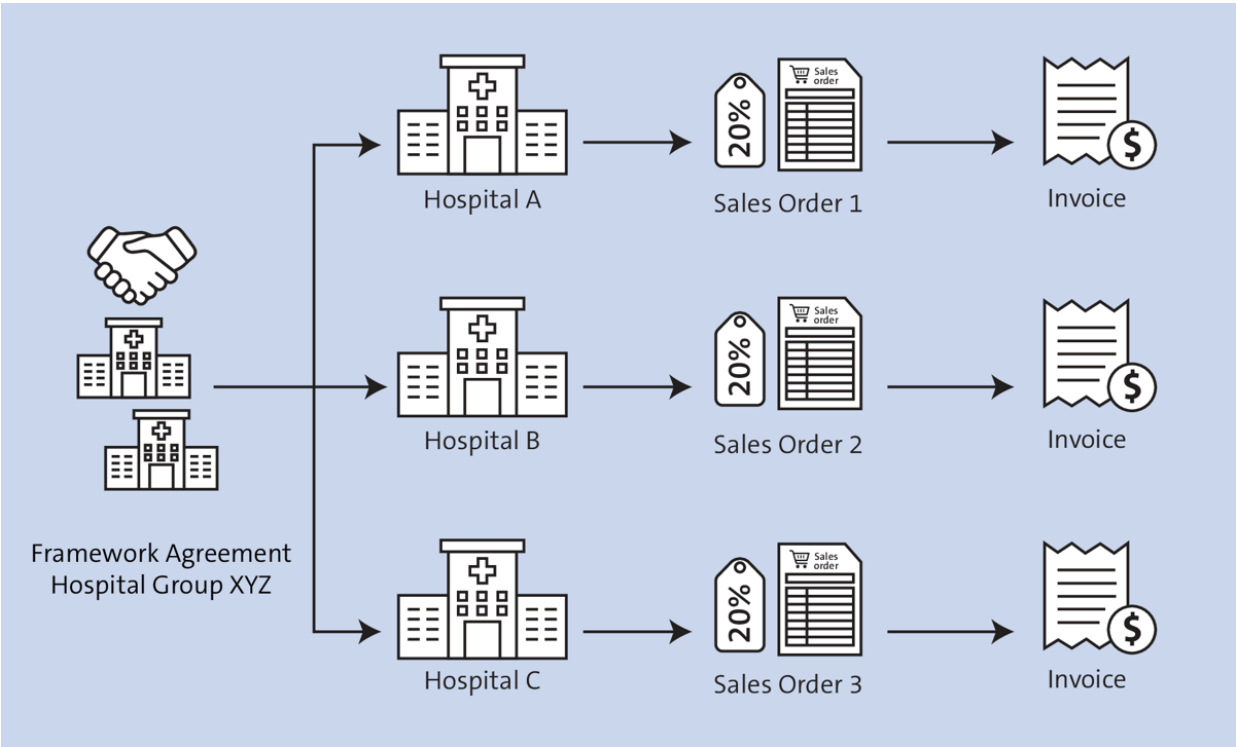 Sales
order
20%
Hospital A
Sales Order 1
Invoice
Sales
order
20%
Hospital B
Sales Order 2
Invoice
Framework Agreement
Hospital Group XYZ
Sales
order
20%
Hospital C
Sales Order 3
Invoice